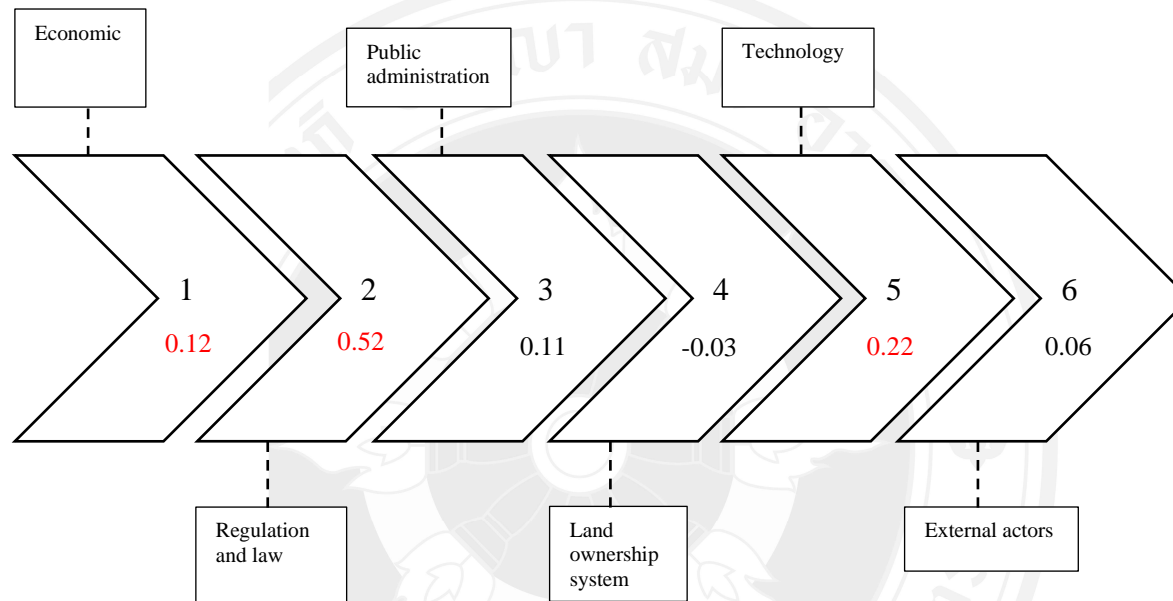 Economic
Public
administration
Technology
1
2
3
4
5
6
0.12
0.52
0.11
-0.03
0.22
0.06
Regulation
and law
Land
ownership
system
External actors